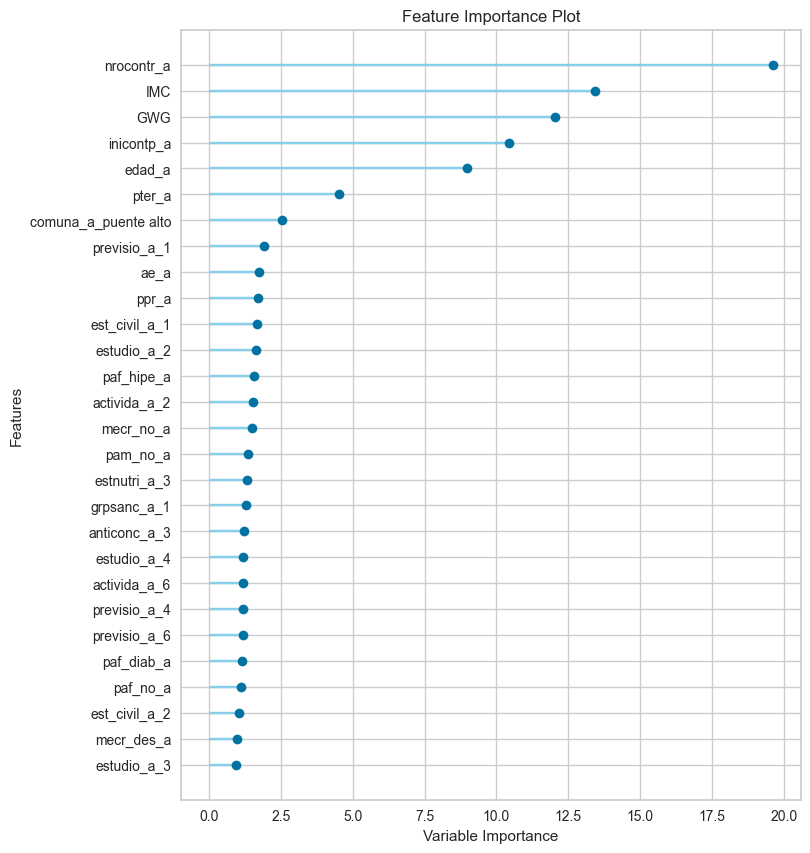 Feature Importance Plot
nrocontr_a
IMC
GWG
inicontp_a
edad_a
pter_a
comuna_a_puente alto
previsio_a_1
ae_a
ppr_a
est_civil_a_1
estudio_a_2
paf_hipe_a
activida_a_2
mecr_no_a
pam_no_a
estnutri_a_3
grpsanc_a_1
anticonc_a_3
estudio_a_4
activida_a_6
previsio_a_4
previsio_a_6
paf_diab_a
paf_no_a
est_civil_a_2
mecr_des_a
estudio_a_3
Features
0.0 2.5 5.0 7.5 10.0 12.5 15.0 17.5 20.0
Variable Importance